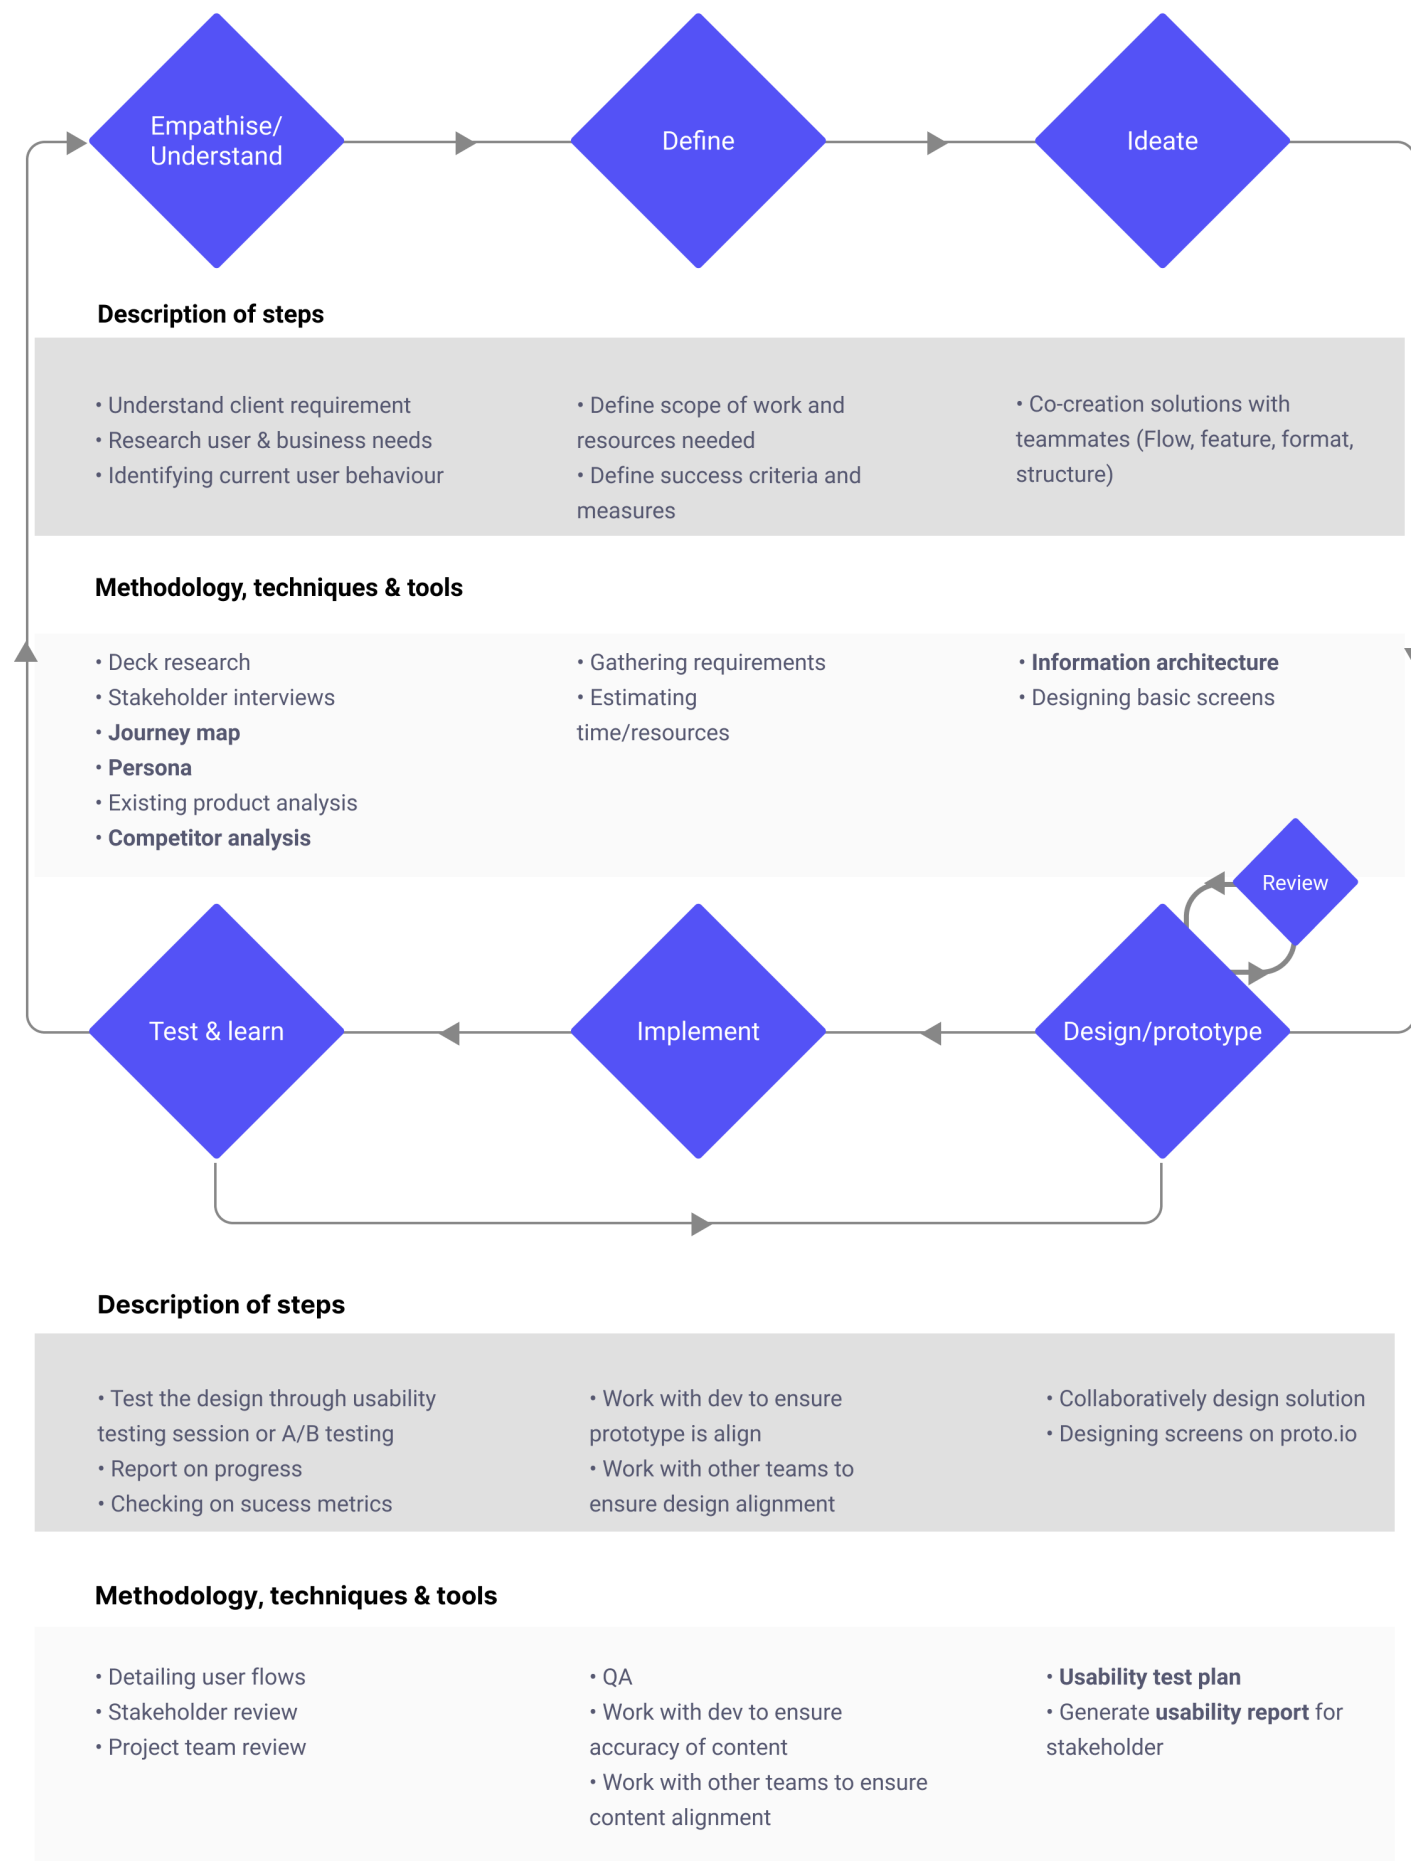 Empathise/
Understand
Define
Ideate
Description of steps
• Understand client requirement
• Research user & business needs
• Identifying current user behaviour
• Define scope of work and
resources needed
• Define success criteria and
measures
• Co-creation solutions with
teammates (Flow, feature, format,
structure)
Methodology, techniques & tools
• Deck research
• Stakeholder interviews
• Journey map
• Persona
• Existing product analysis
• Competitor analysis
• Gathering requirements
• Estimating
time/resources
• Information architecture
• Designing basic screens
Review
Test & learn
Implement
Design/prototype
Description of steps
• Test the design through usability
testing session or A/B testing
• Report on progress
• Checking on sucess metrics
• Work with dev to ensure
prototype is align
• Work with other teams to
ensure design alignment
• Collaboratively design solution
• Designing screens on proto.io
Methodology, techniques & tools
• Detailing user flows
• Stakeholder review
• Project team review
• QA
• Work with dev to ensure
accuracy of content
• Work with other teams to ensure
content alignment
• Usability test plan
• Generate usability report for
stakeholder